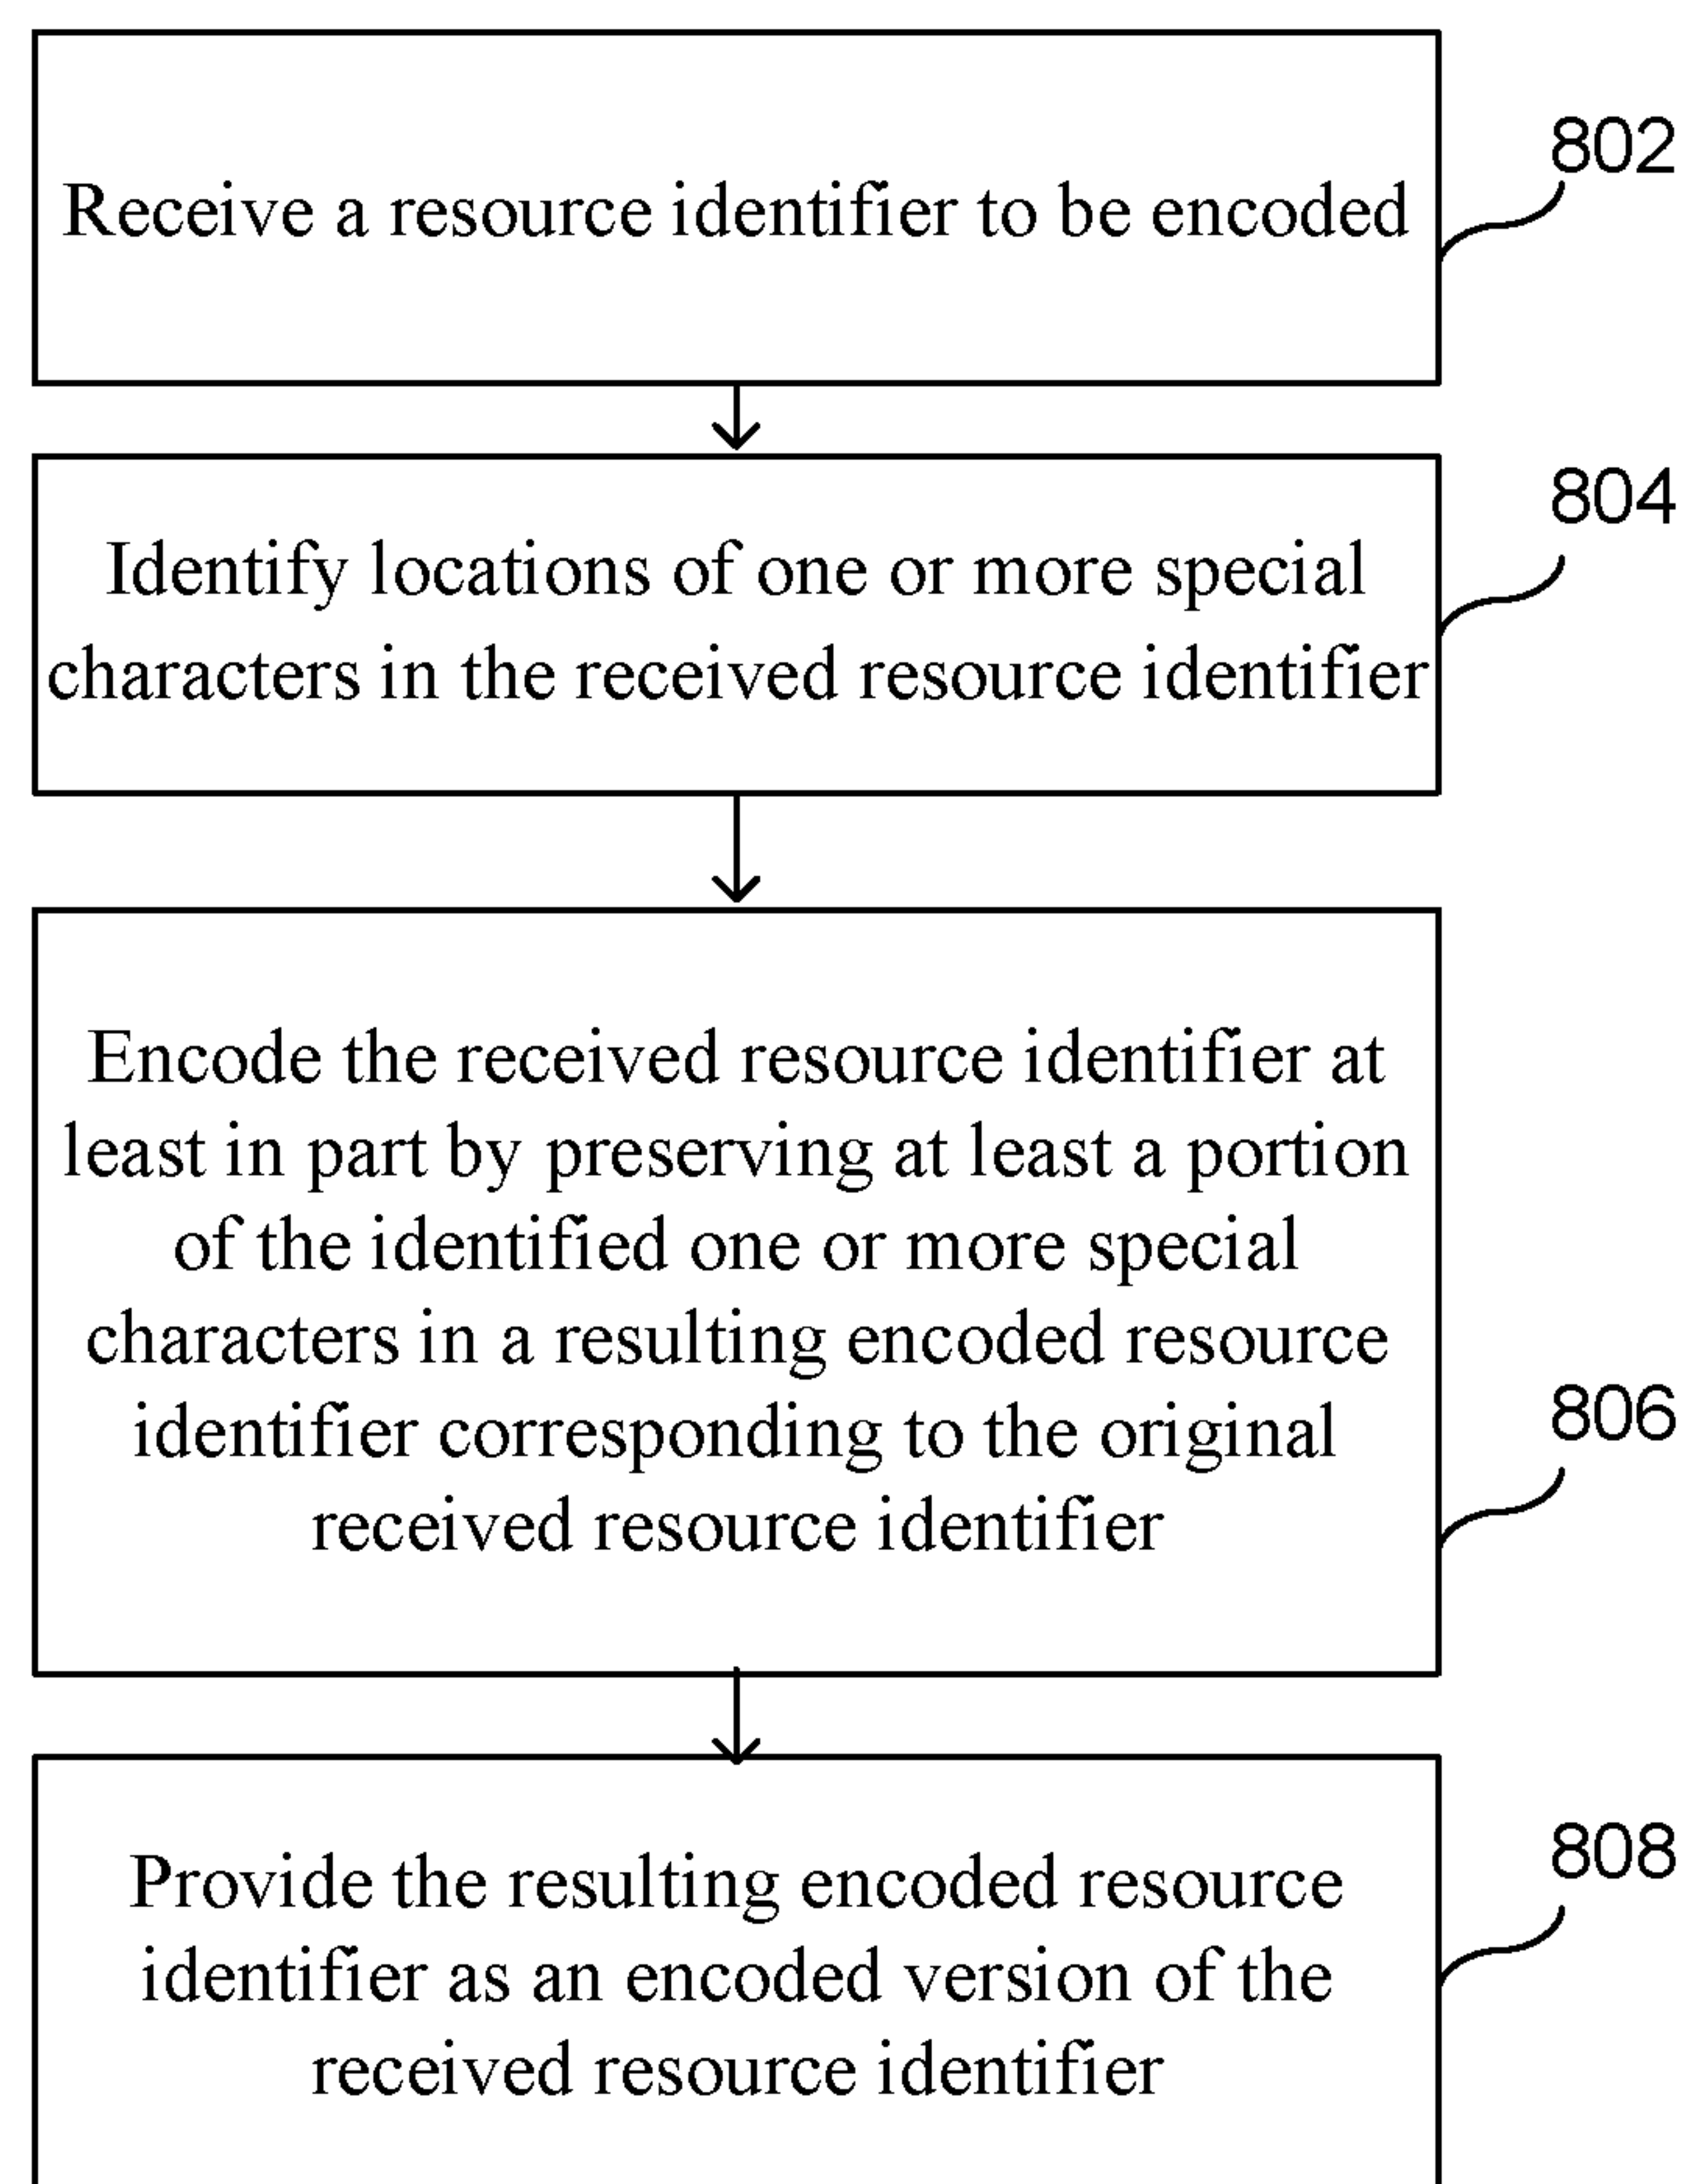 802
Receive a resource identifier to be encoded
804
Identify locations of one or more special
characters in the received resource identifier
Encode the received resource identifier at
least in part by preserving at least a portion
of the identified one or more special
characters in a resulting encoded resource
identifier corresponding to the original
received resource identifier
806
Provide the resulting encoded resource
identifier as an encoded version of the
received resource identifier
808